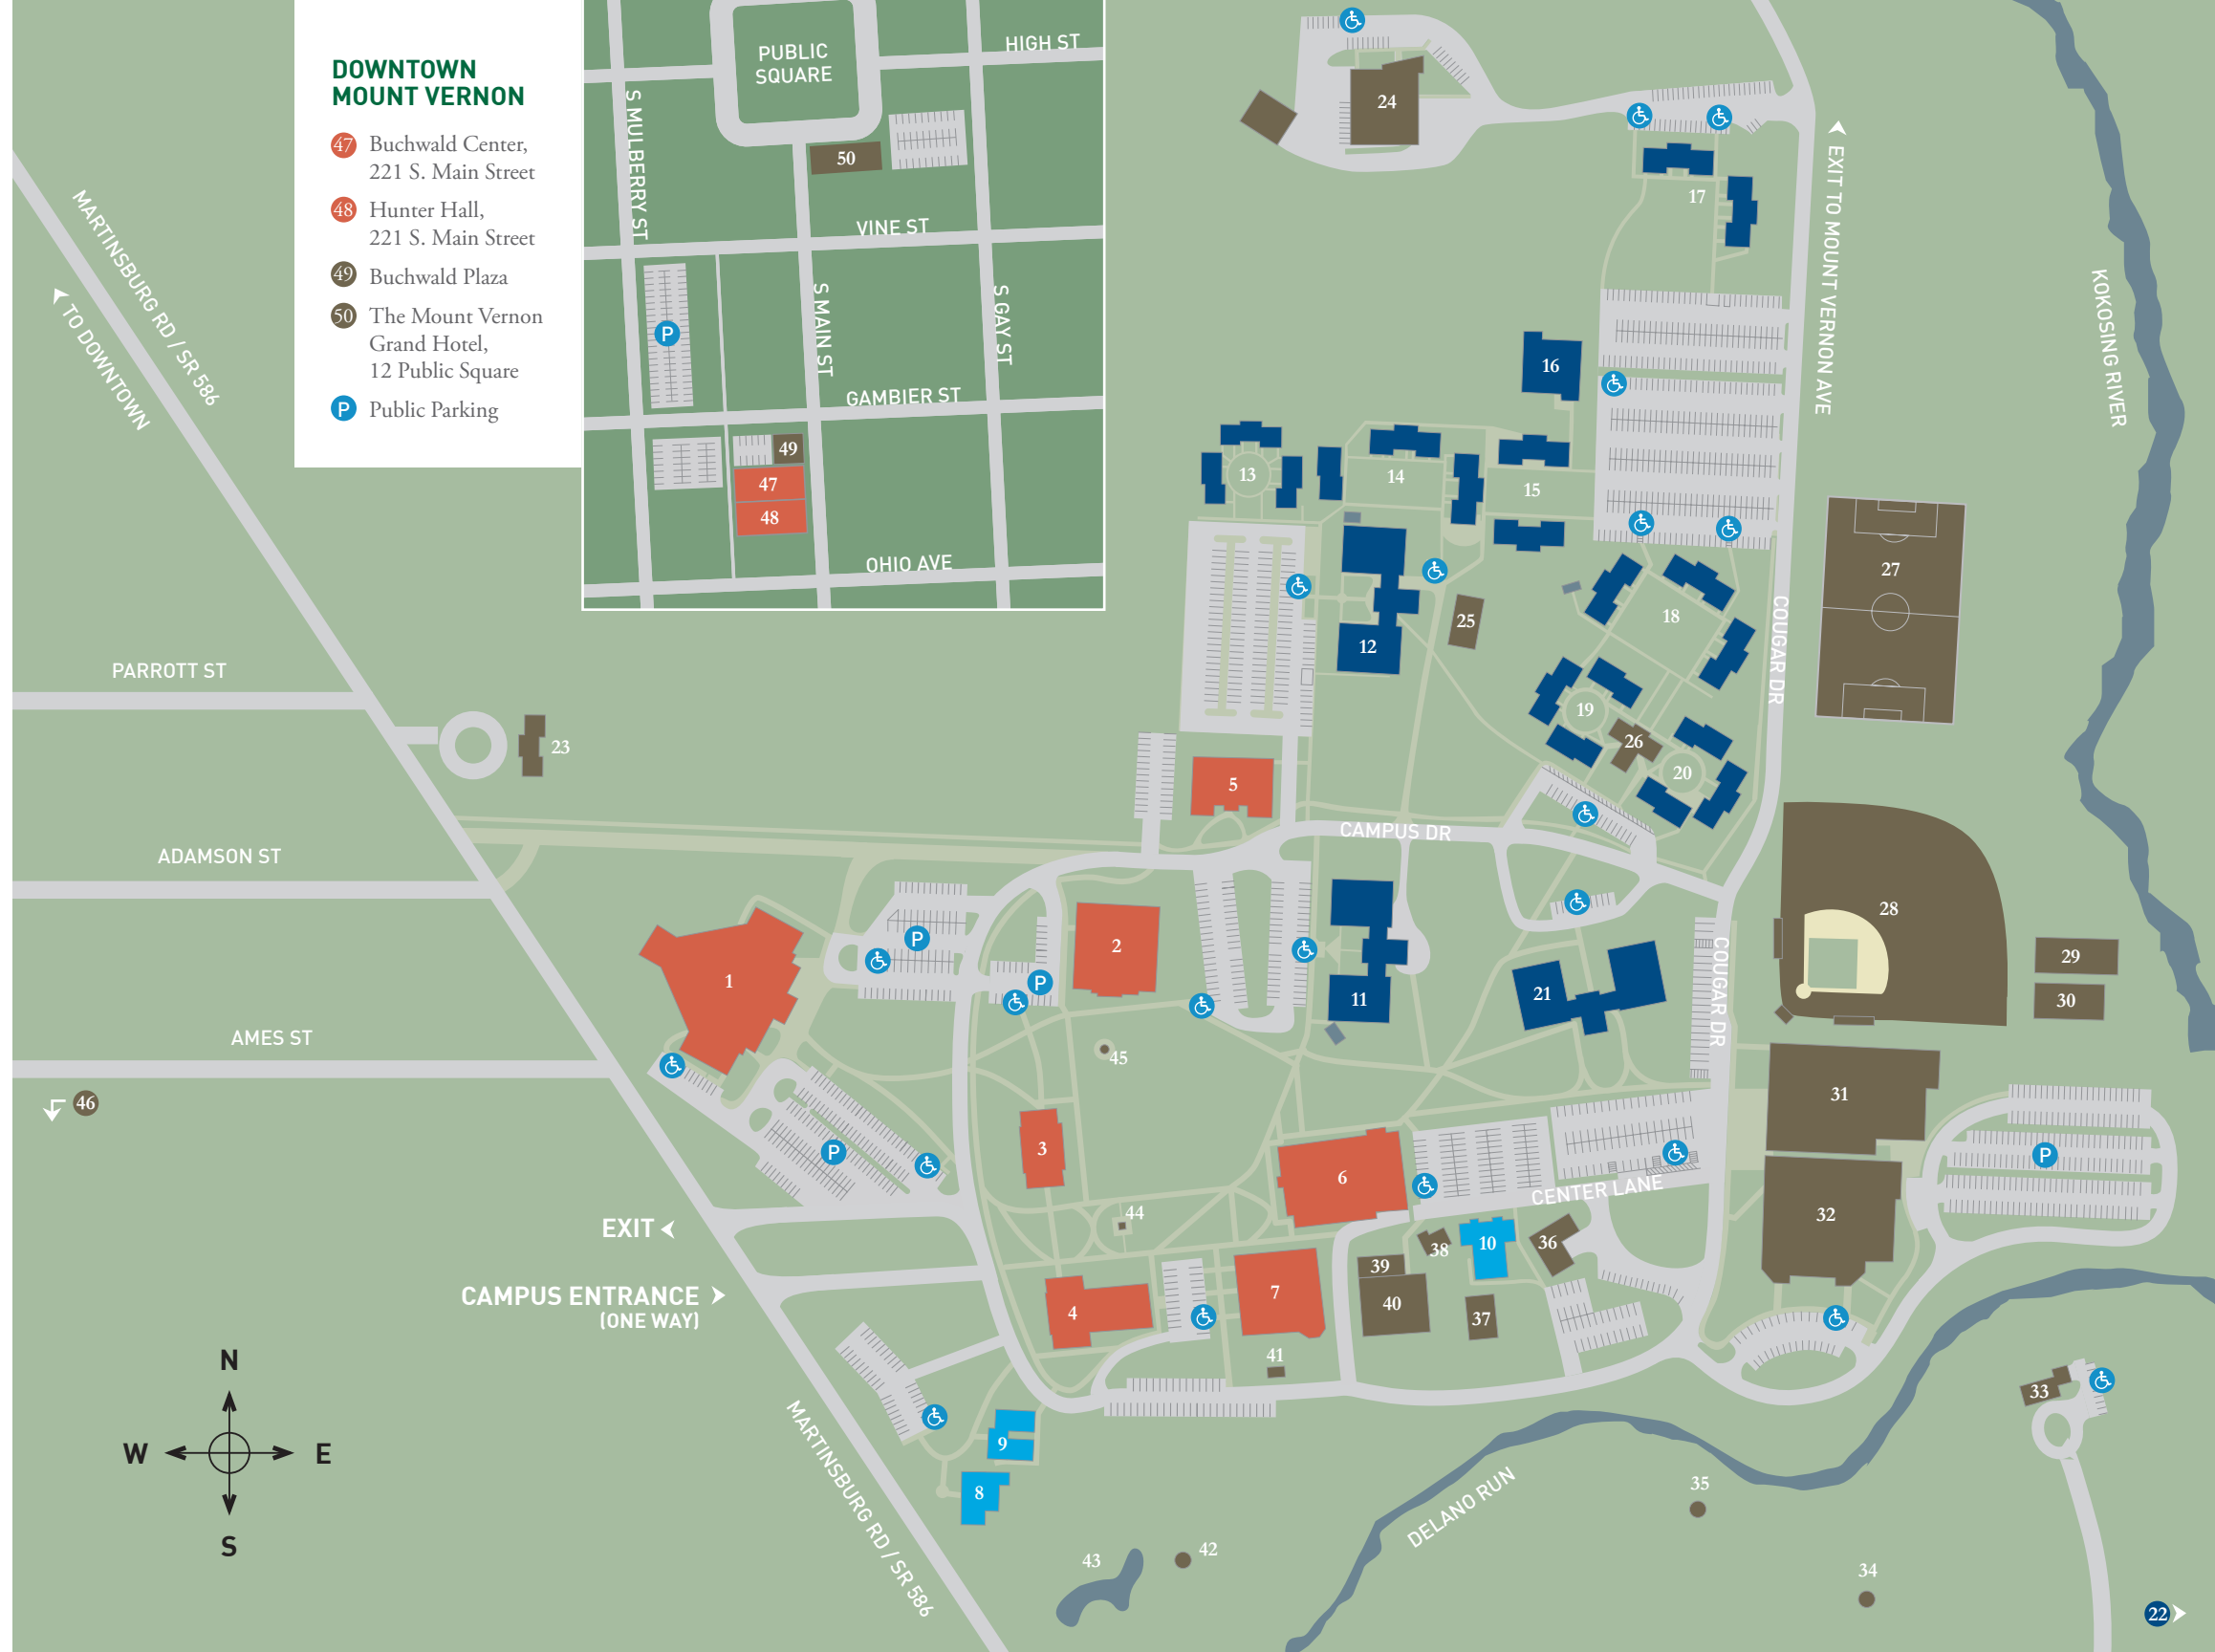 DOWNTOWN
MOUNT VERNON
47 Buchwald Center,
221 S. Main Street
48 Hunter Hall,
221 S. Main Street
49 Buchwald Plaza
50 The Mount Vernon
Grand Hotel,
12 Public Square
P Public Parking
PUBLIC
SQUARE
HIGH ST
S MULBERRY ST
50
VINE ST
P
S MAIN ST
S GAY ST
GAMBIER ST
49
47
48
OHIO AVE
MARTINSBURG RD / SR 586
TO DOWNTOWN
24
17
EXIT TO MOUNT VERNON AVE
KOKOSING RIVER
16
13
14
15
27
12
25
18
COUGAR DR
19
26
20
PARROTT ST
23
5
CAMPUS DR
ADAMSON ST
28
1
P
2
P
11
21
COUGAR DR
29
30
AMES ST
46
45
31
P
3
6
P
CENTER LANE
32
EXIT
44
10
36
38
39
40
37
CAMPUS ENTRANCE
(ONE WAY)
4
7
41
33
N
W
E
S
9
8
MARTINSBURG RD / SR 586
DELANO RUN
35
43
42
34
22